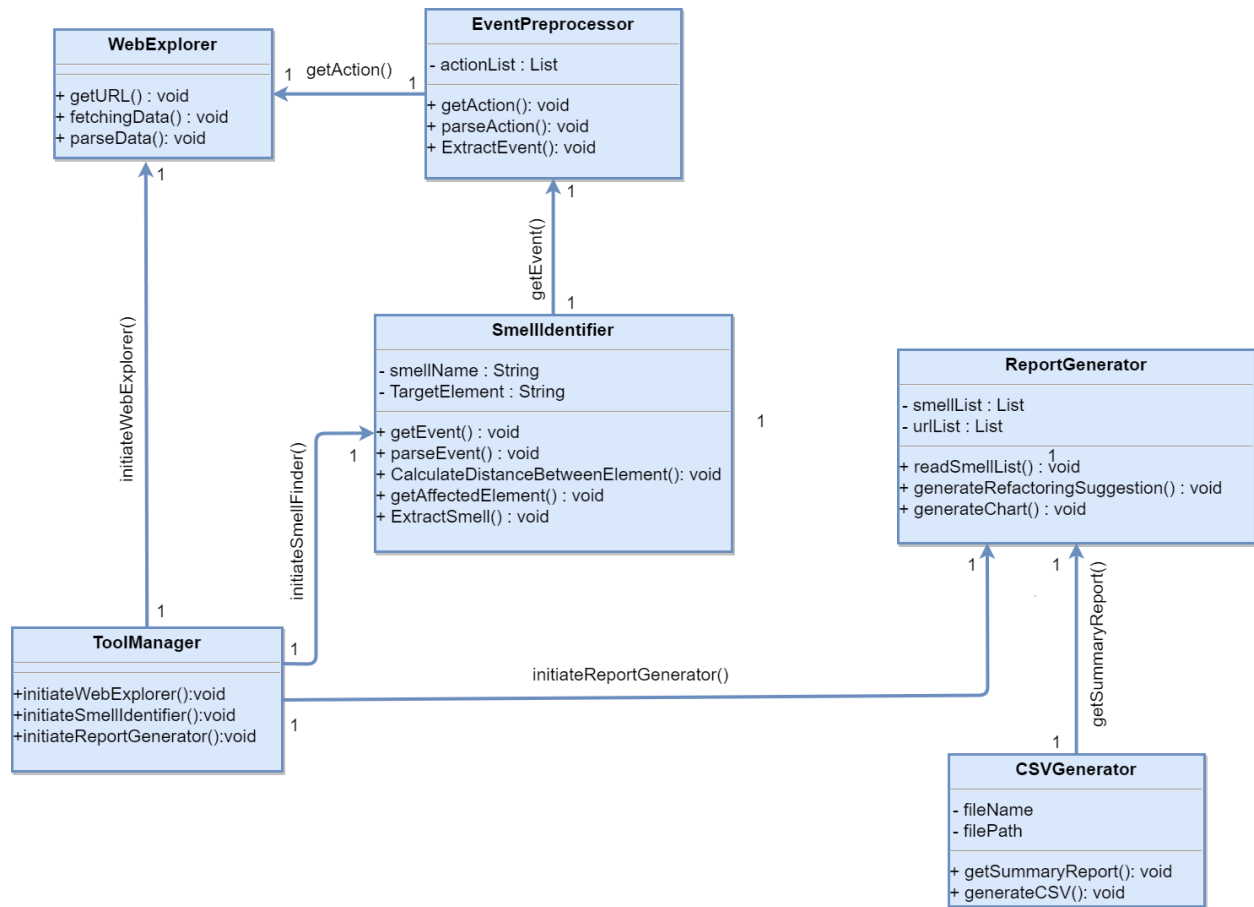 WebExplorer
+ getURL() : void
+ fetchingData() : void
+ parseData(): void
getAction()
1
1
EventPreprocessor
- actionList : List
+ getAction(): void
+ parseAction(): void
+ ExtractEvent(): void
1
1
getEvent()
1
initiateWebExplorer()
SmellIdentifier
- smellName : String
- TargetElement : String
+ getEvent() : void
+ parseEvent(): void
+ CalculateDistanceBetweenElement(): void
+ getAffectedElement() : void
+ ExtractSmell() : void
1
1
initiateSmellFinder()
ReportGenerator
- smellList : List
- urlList : List
1
+ readSmellList() : void
+ generateRefactoringSuggestion() : void
+ generateChart() : void
1
1
1
ToolManager
+initiateWebExplorer():void
+initiateSmellIdentifier():void
+initiateReportGenerator():void
1
1
initiateReportGenerator()
getSummaryReport()
1
CSVGenerator
- fileName
- filePath
+ getSummaryReport(): void
+ generateCSV(): void